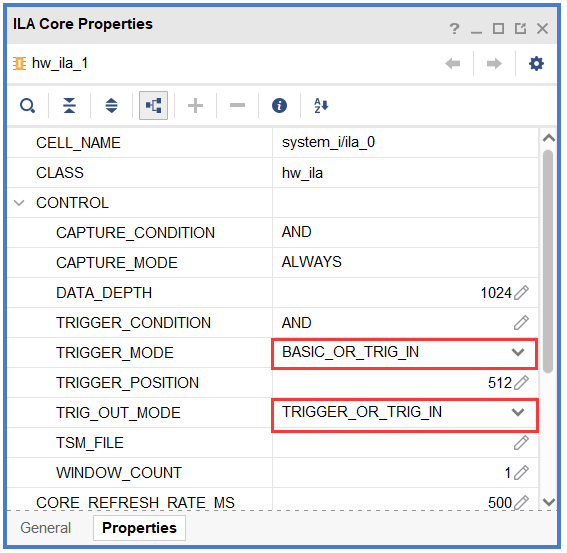 ILA Core Properties
hw_ila_1
CELL_NAME system_i/ila_0
CLASS hw_ila
CONTROL
CAPTURE_CONDITION AND
CAPTURE_MODE ALWAYS
DATA_DEPTH 1024
TRIGGER_CONDITION AND
TRIGGER_MODE BASIC_OR_TRIG_IN
TRIGGER_POSITION 512
TRIG_OUT_MODE TRIGGER_OR_TRIG_IN
TSM_FILE
WINDOW_COUNT 1
CORE_REFRESH_RATE_MS 500
General Properties